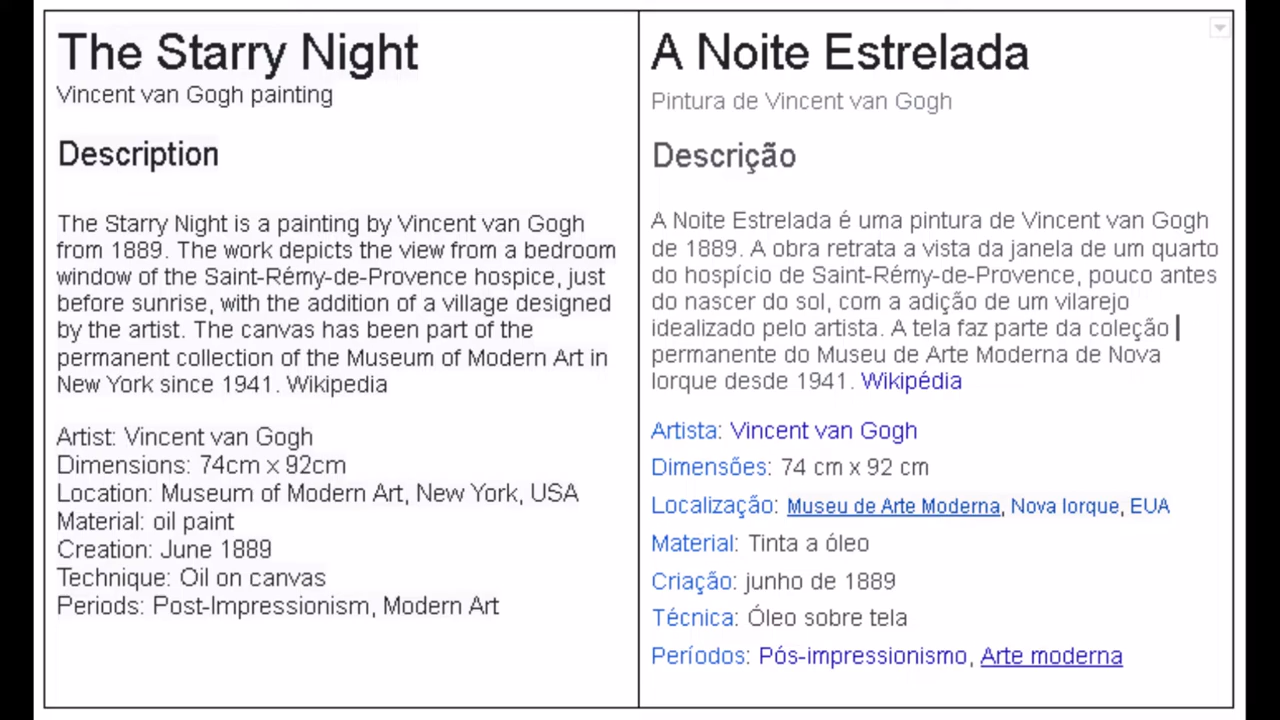 The Starry Night
Vincent van Gogh painting
Description
The Starry Night is a painting by Vincent van Gogh
from 1889. The work depicts the view from a bedroom
window of the Saint-Rémy-de-Provence hospice, just
before sunrise, with the addition of a village designed
by the artist. The canvas has been part of the
permanent collection of the Museum of Modern Art in
New York since 1941. Wikipedia
Artist: Vincent van Gogh
Dimensions: 74cm x 92cm
Location: Museum of Modern Art, New York, USA
Material: oil paint
Creation: June 1889
Technique: Oil on canvas
Periods: Post-Impressionism, Modern Art
A Noite Estrelada
Pintura de Vincent van Gogh
Descrição
A Noite Estrelada é uma pintura de Vincent van Gogh
de 1889. A obra retrata a vista da janela de um quarto
do hospício de Saint-Rémy-de-Provence, pouco antes
do nascer do sol, com a adição de um vilarejo
idealizado pelo artista. A tela faz parte da coleção
permanente do Museu de Arte Moderna de Nova
Iorque desde 1941. Wikipédia
Artista: Vincent van Gogh
Dimensões: 74 cm x 92 cm
Localização: Museu de Arte Moderna, Nova Iorque, EUA
Material: Tinta a óleo
Criação: junho de 1889
Técnica: Óleo sobre tela
Períodos: Pós-impressionismo, Arte moderna